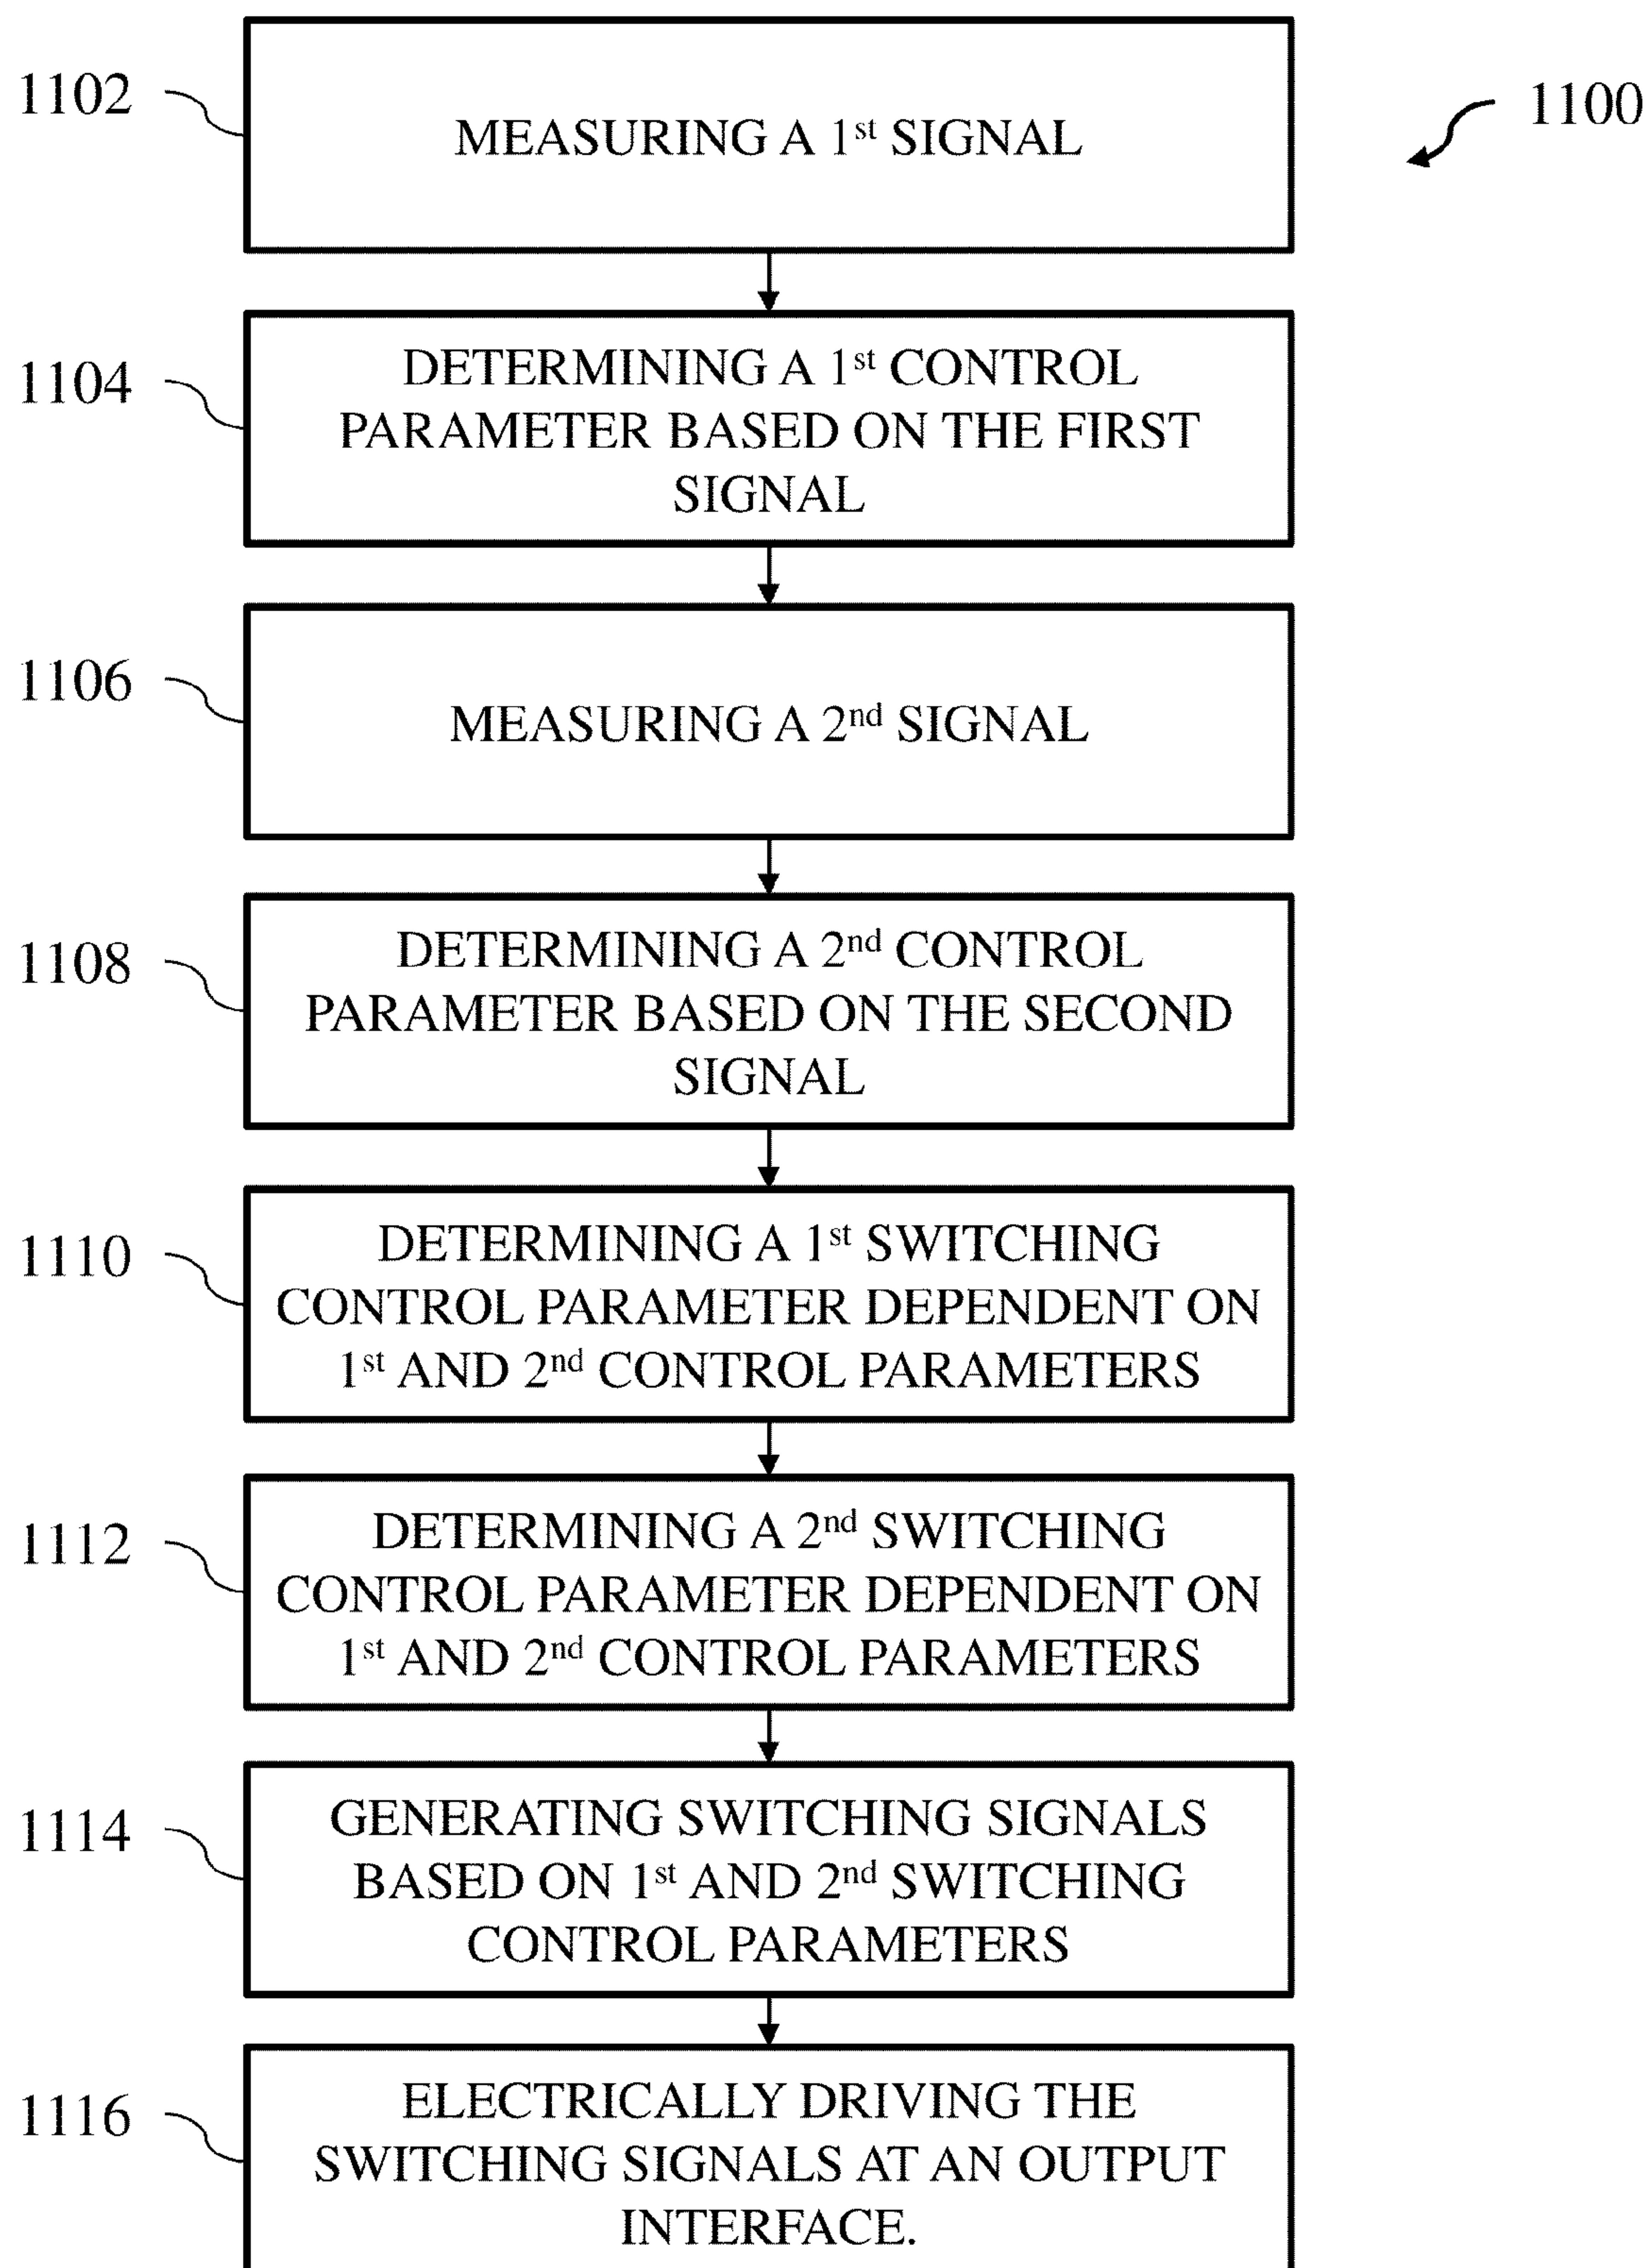 1100
1102
MEASURING A 1st SIGNAL
1104
DETERMINING A 1st CONTROL
PARAMETER BASED ON THE FIRST
SIGNAL
1106
MEASURING A 2nd SIGNAL
1108
DETERMINING A 2nd CONTROL
PARAMETER BASED ON THE SECOND
SIGNAL
1110
DETERMINING A 1st SWITCHING
CONTROL PARAMETER DEPENDENT ON
1st AND 2nd CONTROL PARAMETERS
1112
DETERMINING A 2nd SWITCHING
CONTROL PARAMETER DEPENDENT ON
1st AND 2nd CONTROL PARAMETERS
1114
GENERATING SWITCHING SIGNALS
BASED ON 1st AND 2nd SWITCHING
CONTROL PARAMETERS
1116
ELECTRICALLY DRIVING THE
SWITCHING SIGNALS AT AN OUTPUT
INTERFACE.